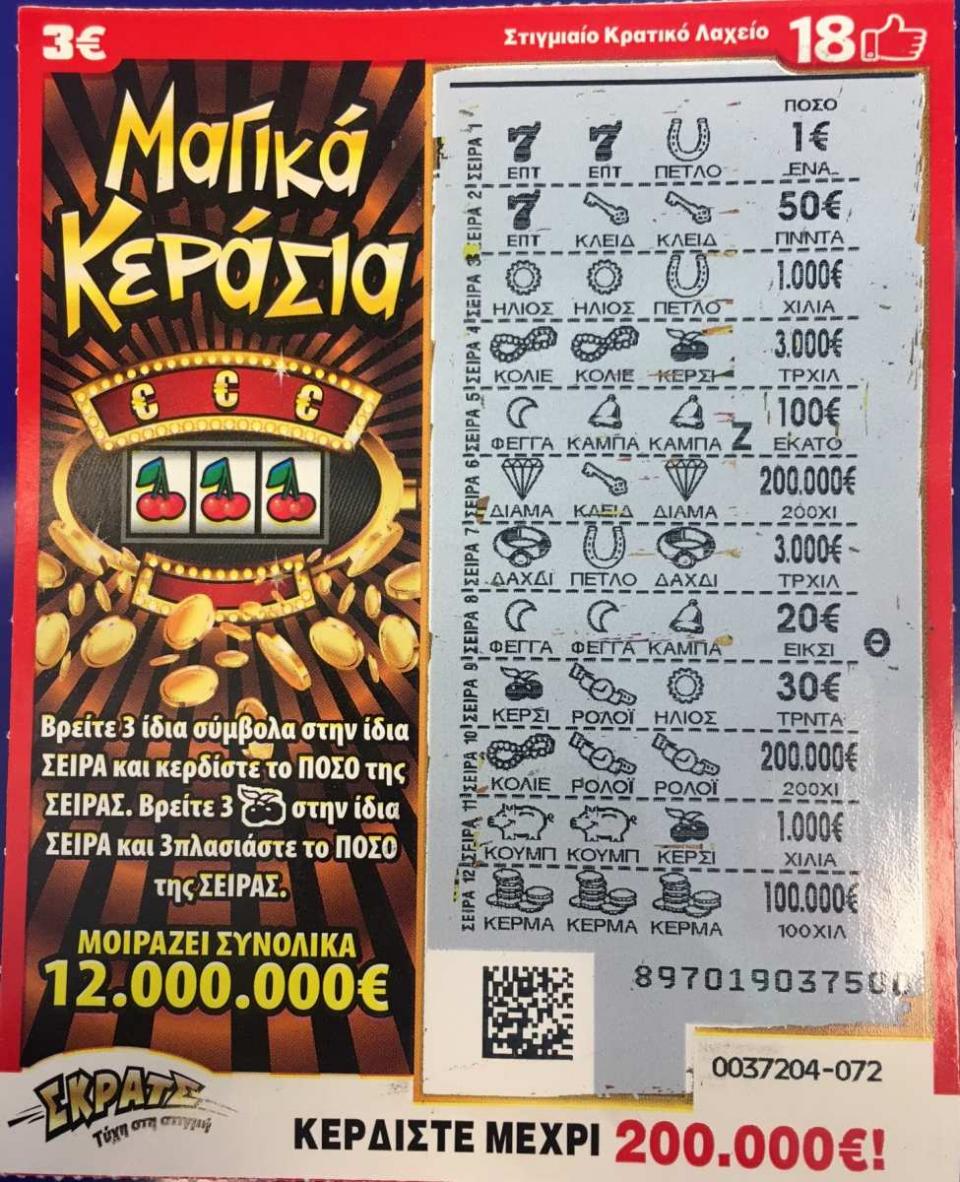 3€
Στιγμιαίο Κρατικό Λαχείο
18
ΜαΓικά
Κεράσια
€ € €
Βρείτε 3 ίδια σύμβολα στην ίδια
ΣΕΙΡΑ και κερδίστε το ΠΟΣΟ της
ΣΕΙΡΑΣ. Βρείτε 3 στην ίδια
ΣΕΙΡΑ και 3πλασιάστε το ΠΟΣΟ
της ΣΕΙΡΑΣ.
ΜΟΙΡΑΖΕΙ ΣΥΝΟΛΙΚΑ
12.000.000€
ΠΟΣΟ
ΣΕΙΡΑ 1
7 7 1€
ΕΠΤ ΕΠΤ ΠΕΤΛΟ ΕΝΑ
ΣΕΙΡΑ 2
7 50€
ΕΠΤ ΚΛΕΙΔ ΚΛΕΙΔ ΠΝΝΤΑ
ΣΕΙΡΑ 3
1.000€
ΗΛΙΟΣ ΗΛΙΟΣ ΠΕΤΛΟ ΧΙΛΙΑ
ΣΕΙΡΑ 4
3.000€
ΚΟΛΙΕ ΚΟΛΙΕ ΚΕΡΣΙ ΤΡΧΙΛ
ΣΕΙΡΑ 5
100€
ΦΕΓΓΑ ΚΑΜΠΑ ΚΑΜΠΑ Z ΕΚΑΤΟ
ΣΕΙΡΑ 6
200.000€
ΔΙΑΜΑ ΚΛΕΙΔ ΔΙΑΜΑ 200ΧΙ
ΣΕΙΡΑ 7
3.000€
ΔΑΧΔΙ ΠΕΤΛΟ ΔΑΧΔΙ ΤΡΧΙΛ
ΣΕΙΡΑ 8
20€
ΦΕΓΓΑ ΦΕΓΓΑ ΚΑΜΠΑ ΕΙΚΣΙ Θ
ΣΕΙΡΑ 9
30€
ΚΕΡΣΙ ΡΟΛΟΪ ΗΛΙΟΣ ΤΡΝΤΑ
ΣΕΙΡΑ 10
200.000€
ΚΟΛΙΕ ΡΟΛΟΪ ΡΟΛΟΪ 200ΧΙ
ΣΕΙΡΑ 11
1.000€
ΚΟΥΜΠ ΚΟΥΜΠ ΚΕΡΣΙ ΧΙΛΙΑ
ΣΕΙΡΑ 12
100.000€
ΚΕΡΜΑ ΚΕΡΜΑ ΚΕΡΜΑ 100ΧΙΛ
0037204-072
ΣΚΡΑΤΣ
Τύχη στη στιγμή
ΚΕΡΔΙΣΤΕ ΜΕΧΡΙ 200.000€!